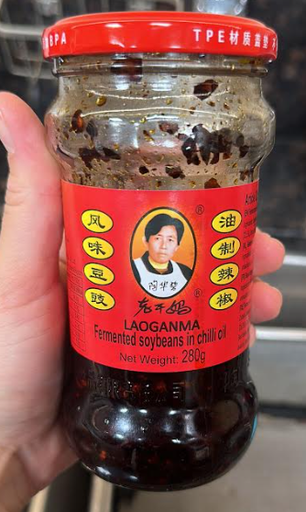 BPA
TPE材质盖垫
风味豆豉
油制辣椒
®
陶华碧
老干妈®
LAOGANMA
Fermented soybeans in chilli oil
Net Weight: 280g